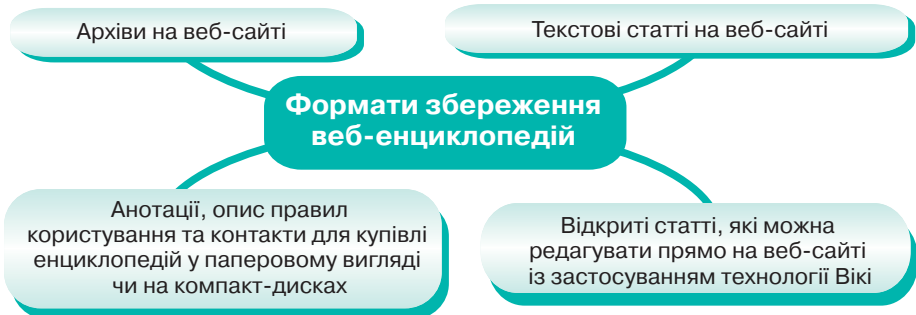 Архіви на веб-сайті
Текстові статті на веб-сайті
Формати збереження
веб-енциклопедій
Анотації, опис правил
користування та контакти для купівлі
енциклопедій у паперовому вигляді
чи на компакт-дисках
Відкриті статті, які можна
редагувати прямо на веб-сайті
із застосуванням технології Вікі